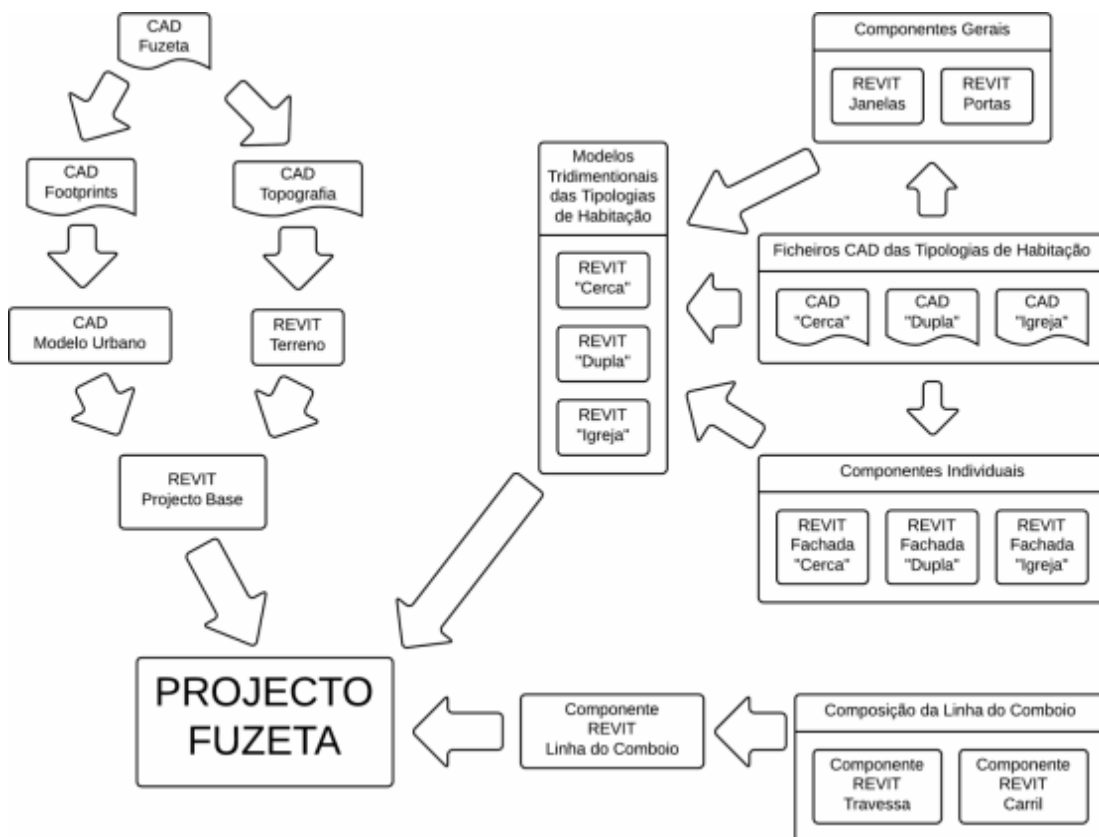 CAD
Fuzeta
CAD
Footprints
CAD
Topografia
CAD
Modelo Urbano
REVIT
Terreno
REVIT
Projecto Base
PROJECTO
FUZETA
Modelos
Tridimentionais
das Tipologias
de Habitação
REVIT
"Cerca"
REVIT
"Dupla"
REVIT
"Igreja"
Componentes Gerais
REVIT
Janelas
REVIT
Portas
Ficheiros CAD das Tipologias de Habitação
CAD
"Cerca"
CAD
"Dupla"
CAD
"Igreja"
Componentes Individuais
REVIT
Fachada
"Cerca"
REVIT
Fachada
"Dupla"
REVIT
Fachada
"Igreja"
Componente
REVIT
Linha do Comboio
Composição da Linha do Comboio
Componente
REVIT
Travessa
Componente
REVIT
Carril